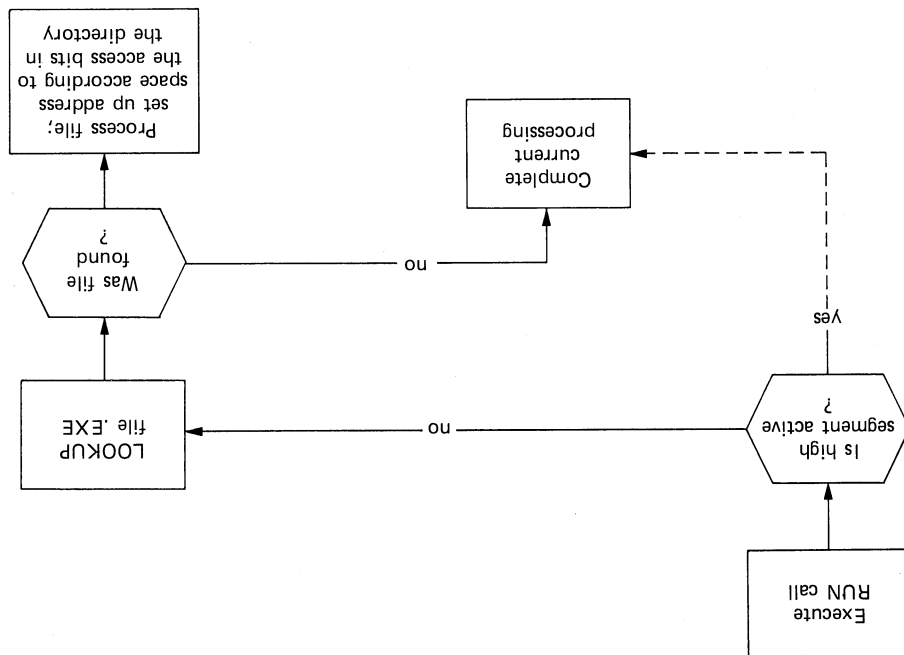 Execute
RUN call
Is high
segment active
?
yes
no
LOOKUP
file .EXE
Was file
found
?
no
Complete
current
processing
Process file;
set up address
space according to
the access bits in
the directory